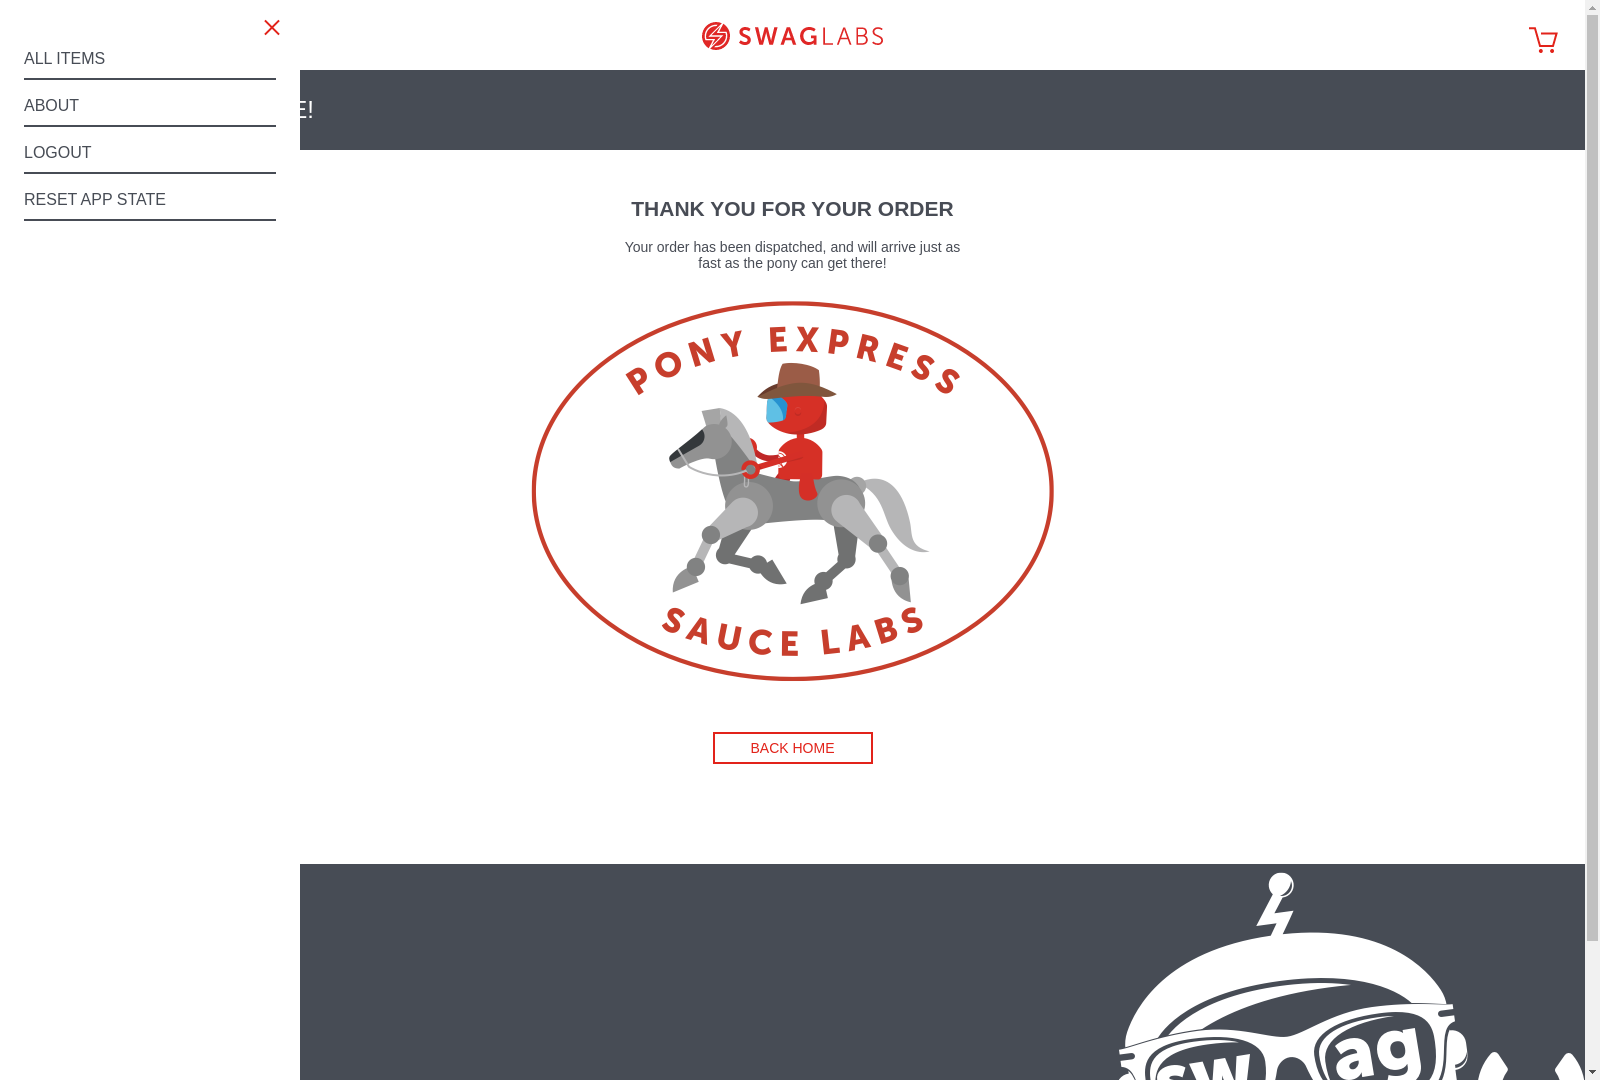 SWAGLABS
ALL ITEMS
ABOUT
LOGOUT
RESET APP STATE
E!
THANK YOU FOR YOUR ORDER
Your order has been dispatched, and will arrive just as
fast as the pony can get there!
PONY EXPRESS
SAUCE LABS
BACK HOME
sw ag